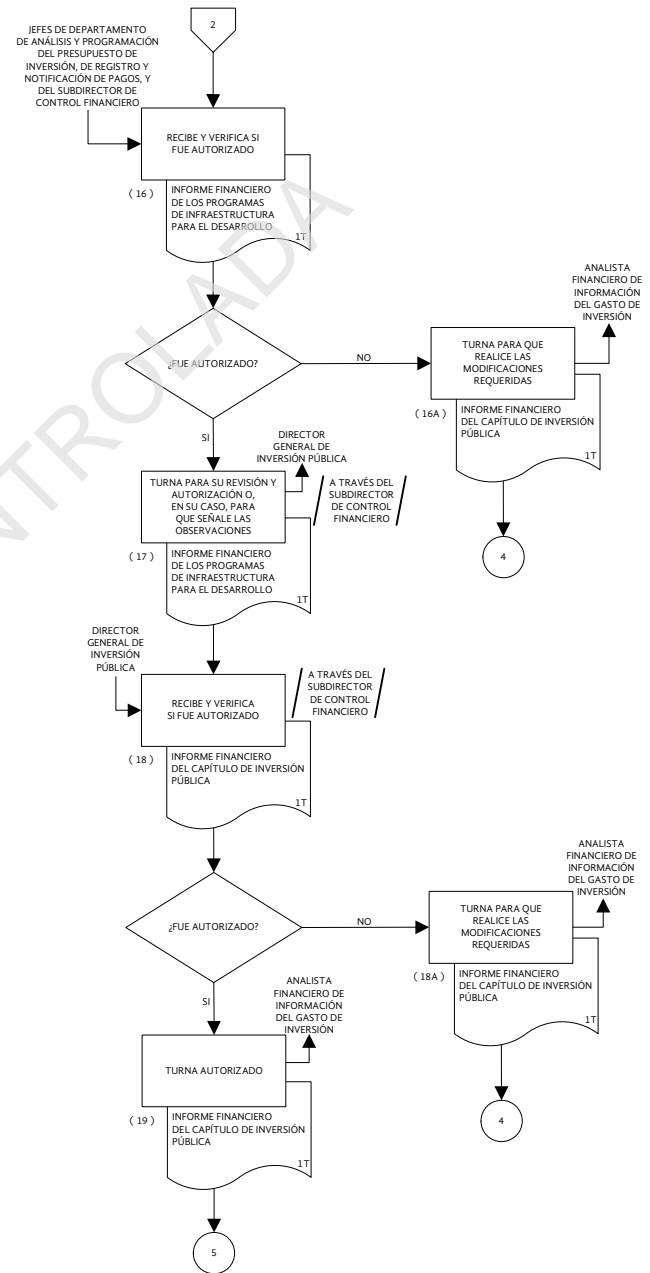 2
JEFES DE DEPARTAMENTO
DE ANÁLISIS Y PROGRAMACIÓN
DEL PRESUPUESTO DE
INVERSIÓN, DE REGISTRO Y
NOTIFICACIÓN DE PAGOS, Y
DEL SUBDIRECTOR DE
CONTROL FINANCIERO
RECIBE Y VERIFICA SI
FUE AUTORIZADO
( 16 )
INFORME FINANCIERO
DE LOS PROGRAMAS
DE INFRAESTRUCTURA
PARA EL DESARROLLO
1T
¿FUE AUTORIZADO?
NO
ANALISTA
FINANCIERO DE
INFORMACIÓN
DEL GASTO DE
INVERSIÓN
TURNA PARA QUE
REALICE LAS
MODIFICACIONES
REQUERIDAS
( 16A )
INFORME FINANCIERO
DEL CAPÍTULO DE INVERSIÓN
PÚBLICA
1T
4
SI
DIRECTOR
GENERAL DE
INVERSIÓN PÚBLICA
TURNA PARA SU REVISIÓN Y
AUTORIZACIÓN O,
EN SU CASO, PARA
QUE SEÑALE LAS
OBSERVACIONES
A TRAVÉS DEL
SUBDIRECTOR
DE CONTROL
FINANCIERO
( 17 )
INFORME FINANCIERO
DE LOS PROGRAMAS
DE INFRAESTRUCTURA
PARA EL DESARROLLO
1T
DIRECTOR
GENERAL DE
INVERSIÓN
PÚBLICA
RECIBE Y VERIFICA
SI FUE AUTORIZADO
A TRAVÉS DEL
SUBDIRECTOR
DE CONTROL
FINANCIERO
( 18 )
INFORME FINANCIERO
DEL CAPÍTULO DE INVERSIÓN
PÚBLICA
1T
¿FUE AUTORIZADO?
NO
ANALISTA
FINANCIERO DE
INFORMACIÓN
DEL GASTO DE
INVERSIÓN
TURNA PARA QUE
REALICE LAS
MODIFICACIONES
REQUERIDAS
( 18A )
INFORME FINANCIERO
DEL CAPÍTULO DE INVERSIÓN
PÚBLICA
1T
4
SI
ANALISTA
FINANCIERO DE
INFORMACIÓN
DEL GASTO DE
INVERSIÓN
TURNA AUTORIZADO
( 19 )
INFORME FINANCIERO
DEL CAPÍTULO DE INVERSIÓN
PÚBLICA
1T
5
NTROLADA